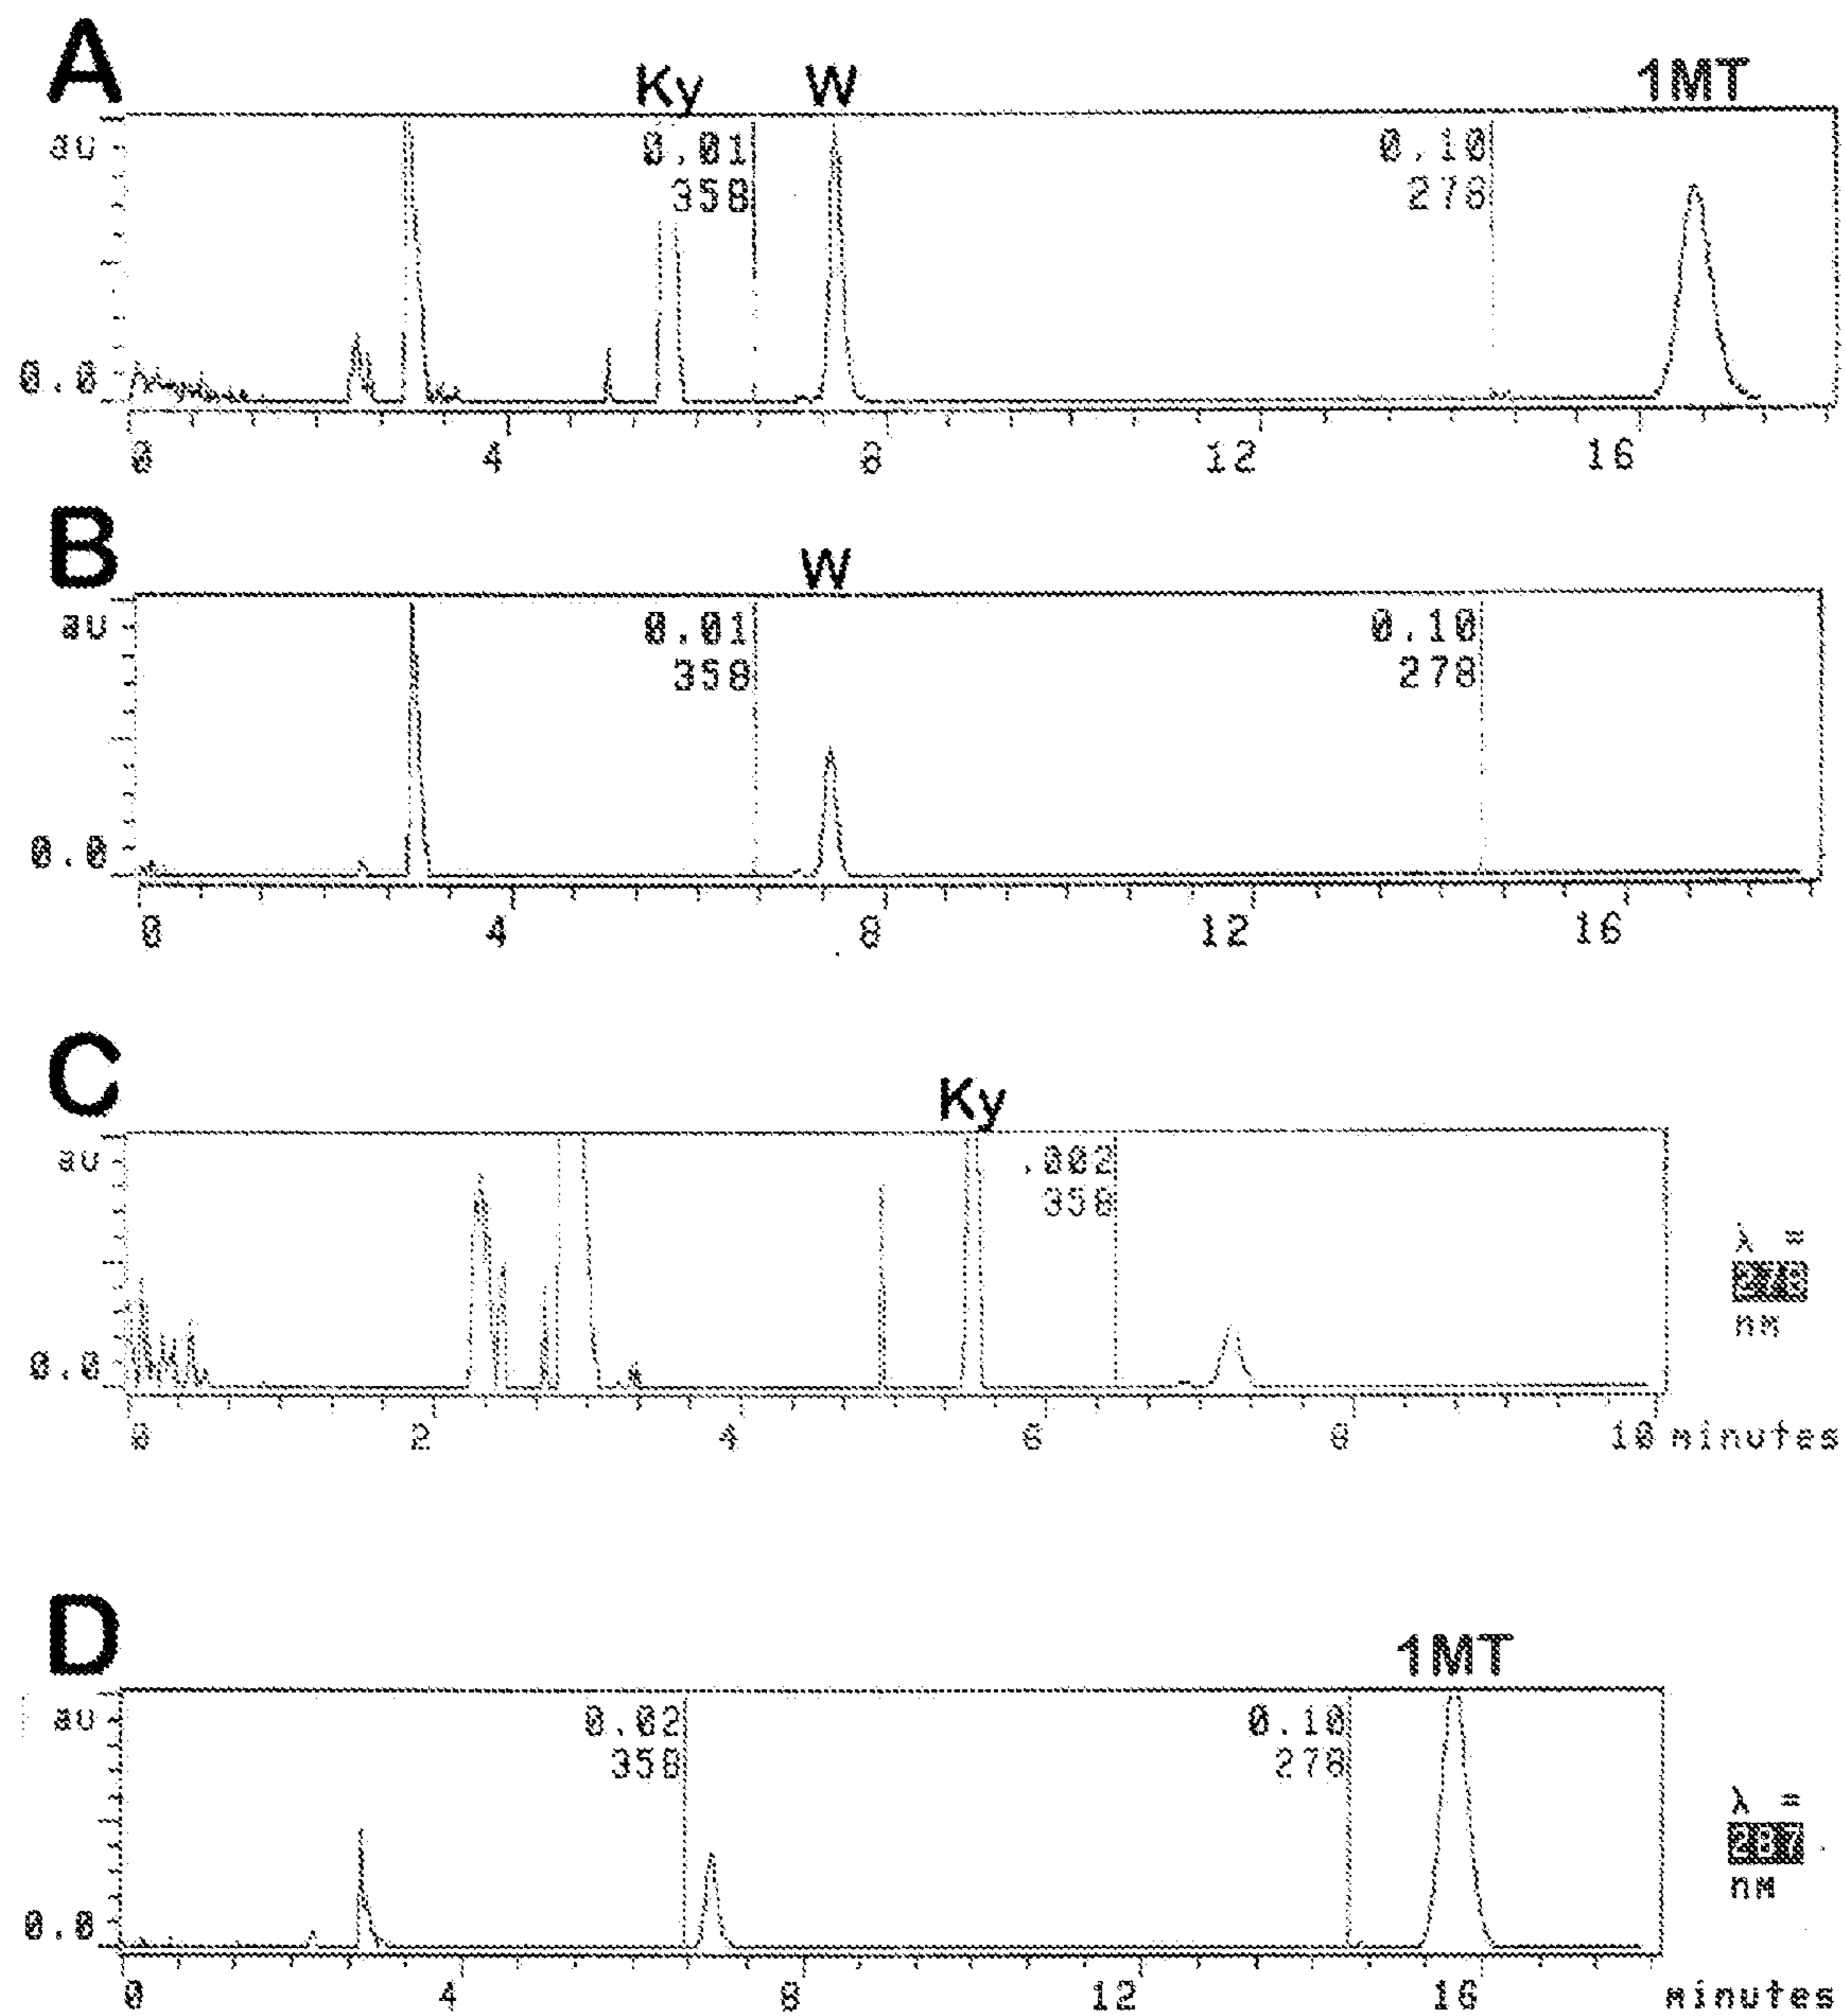 A
Ky W 1MT
au
0.01 0.10
358 278
0.0
0 4 8 12 16
B
W
au
0.01 0.10
358 278
0.0
0 4 8 12 16
C
Ky
au
.002
358
λ =
nm
0.0
0 2 4 6 8 10 minutes
D
1MT
au
0.02 0.10
358 278
λ =
287
nm
0.0
0 4 8 12 16 minutes